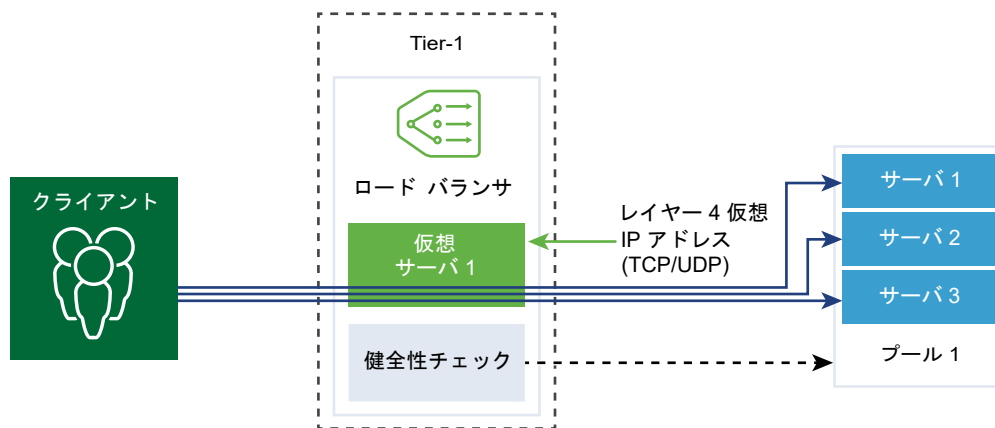 Tier-1
ロード バランサ
クライアント
仮想
サーバ 1
レイヤー 4 仮想
IP アドレス
(TCP/UDP)
健全性チェック
サーバ 1
サーバ 2
サーバ 3
プール 1